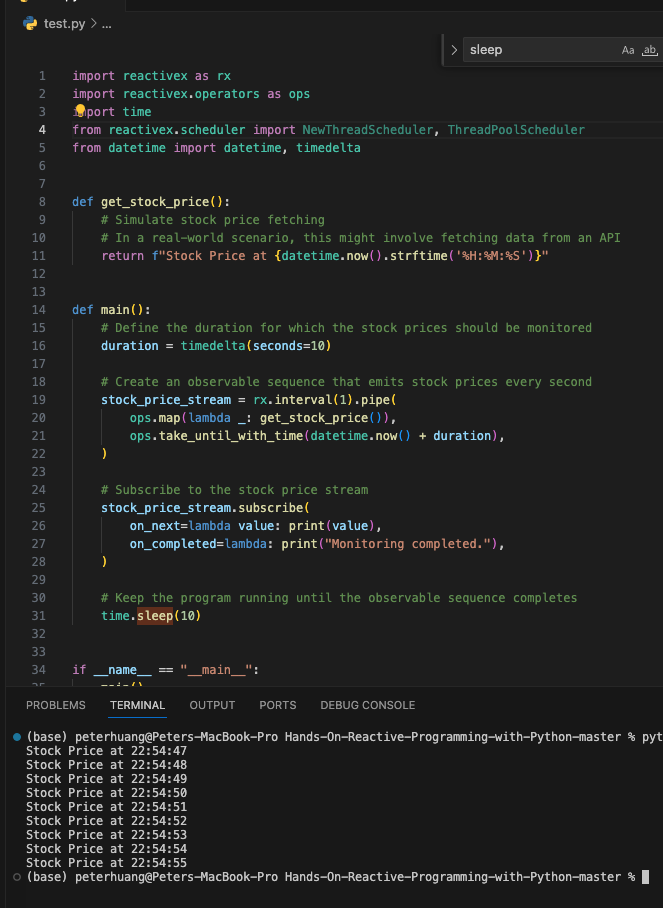 test.py > ...
> sleep Aa ab
1 import reactivex as rx
2 import reactivex.operators as ops
3 import time
4 from reactivex.scheduler import NewThreadScheduler, ThreadPoolScheduler
5 from datetime import datetime, timedelta
6
7
8 def get_stock_price():
9     # Simulate stock price fetching
10     # In a real-world scenario, this might involve fetching data from an API
11     return f"Stock Price at {datetime.now().strftime('%H:%M:%S')}"
12
13
14 def main():
15     # Define the duration for which the stock prices should be monitored
16     duration = timedelta(seconds=10)
17
18     # Create an observable sequence that emits stock prices every second
19     stock_price_stream = rx.interval(1).pipe(
20         ops.map(lambda _: get_stock_price()),
21         ops.take_until_with_time(datetime.now() + duration),
22     )
23
24     # Subscribe to the stock price stream
25     stock_price_stream.subscribe(
26         on_next=lambda value: print(value),
27         on_completed=lambda: print("Monitoring completed."),
28     )
29
30     # Keep the program running until the observable sequence completes
31     time.sleep(10)
32
33
34 if __name__ == "__main__":
35     main()
PROBLEMS TERMINAL OUTPUT PORTS DEBUG CONSOLE
(base) peterhuang@Peters-MacBook-Pro Hands-On-Reactive-Programming-with-Python-master % pyt
Stock Price at 22:54:47
Stock Price at 22:54:48
Stock Price at 22:54:49
Stock Price at 22:54:50
Stock Price at 22:54:51
Stock Price at 22:54:52
Stock Price at 22:54:53
Stock Price at 22:54:54
Stock Price at 22:54:55
(base) peterhuang@Peters-MacBook-Pro Hands-On-Reactive-Programming-with-Python-master %